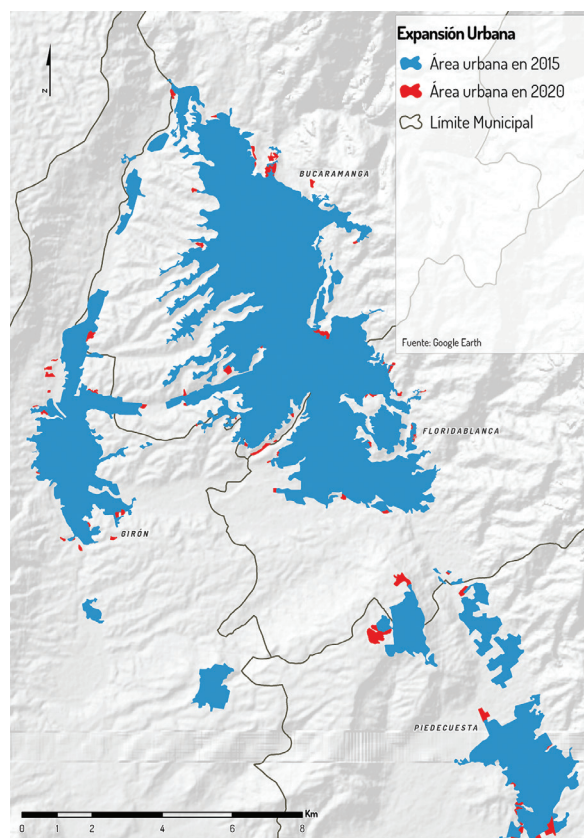 Expansión Urbana
Área urbana en 2015
Área urbana en 2020
Límite Municipal
Fuente: Google Earth
N
BUCARAMANGA
FLORIDABLANCA
GIRÓN
PIEDECUESTA
Km
0 2 4 6 8